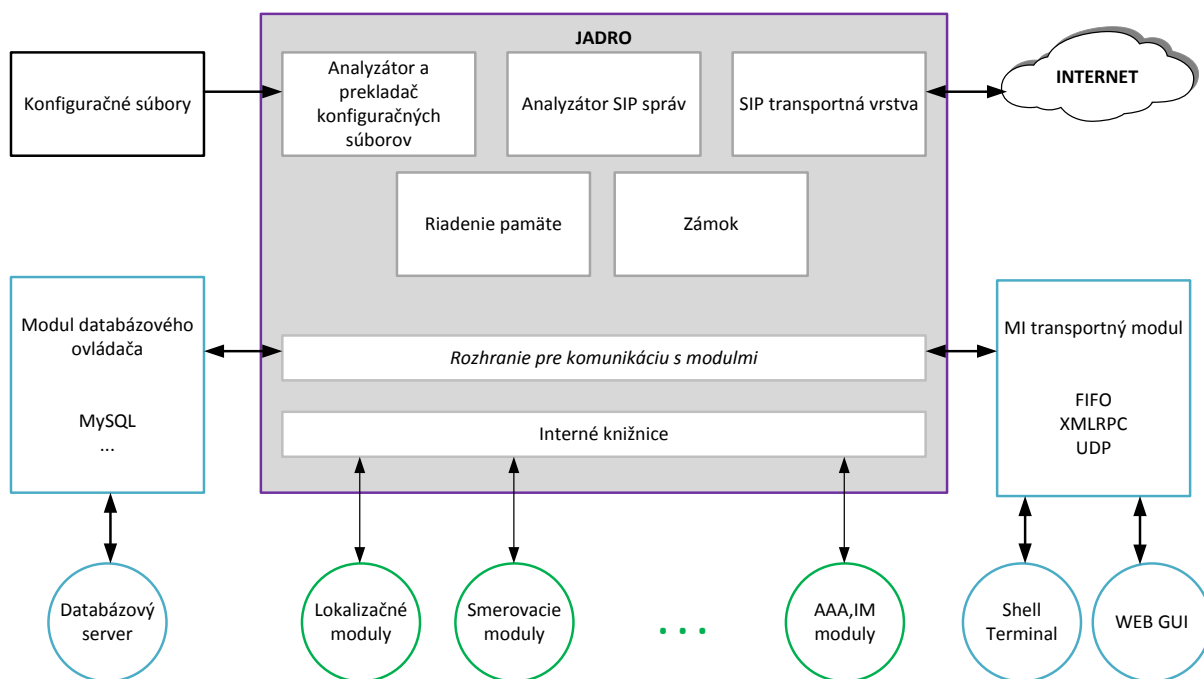 JADRO
Konfiguračné súbory
Analyzátor a
prekladač
konfiguračných
súborov
Analyzátor SIP správ
SIP transportná vrstva
INTERNET
Riadenie pamäte
Zámok
Modul databázového
ovládača
MySQL
...
Rozhranie pre komunikáciu s modulmi
Interné knižnice
MI transportný modul
FIFO
XMLRPC
UDP
Databázový
server
Lokalizačné
moduly
Smerovacie
moduly
...
AAA,IM
moduly
Shell
Terminal
WEB GUI